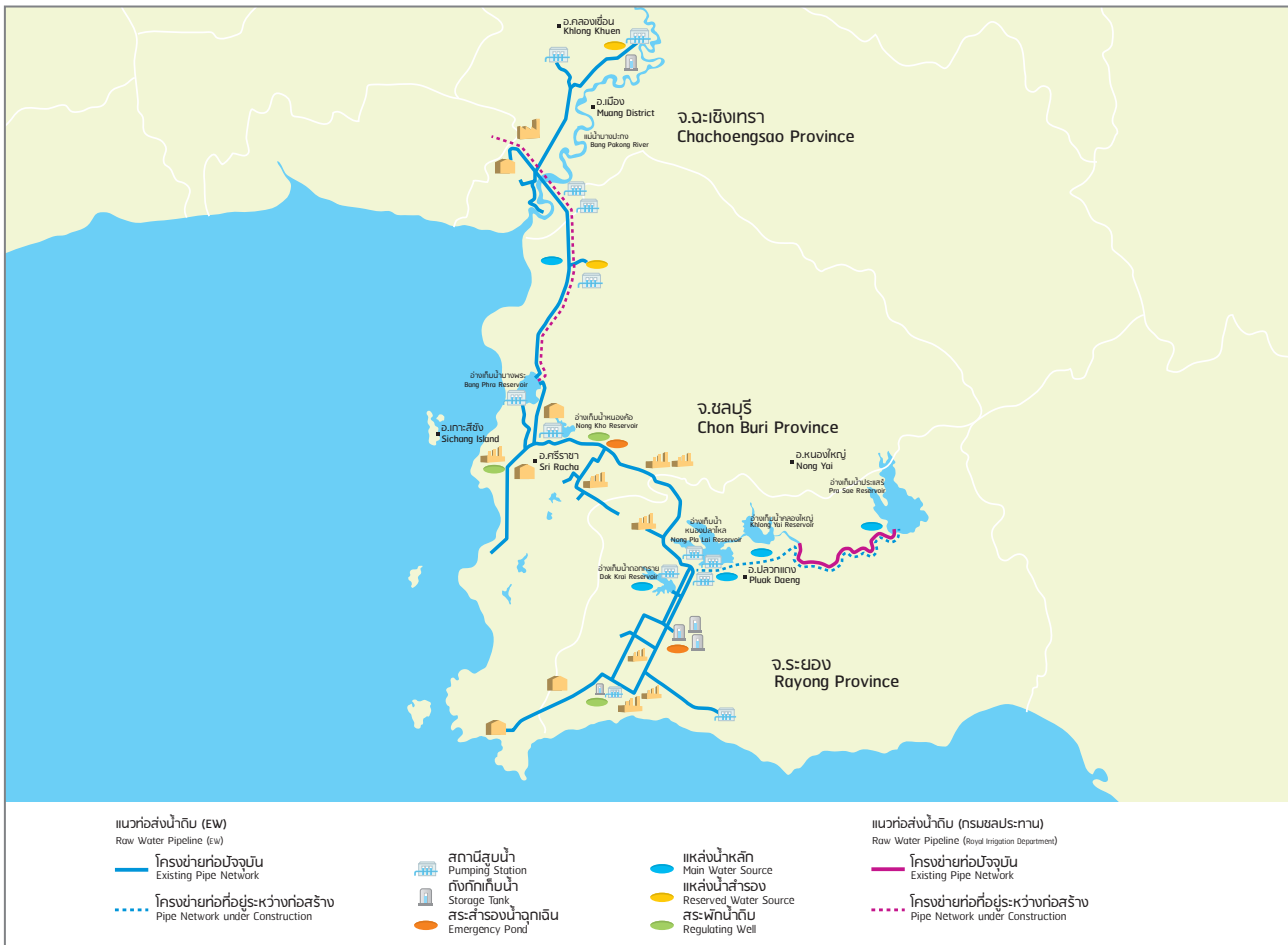 อ.คลองเขื่อน
Khlong Khuen
อ.เมือง
Muang District
จ.ฉะเชิงเทรา
Chachoengsao Province
แม่น้ำบางปะกง
Bang Pakong River
อ่างเก็บน้ำบางพระ
Bang Phra Reservoir
อ.เกาะสีชัง
Sichang Island
อ่างเก็บน้ำหนองค้อ
Nong Kho Reservoir
จ.ชลบุรี
Chon Buri Province
อ.ศรีราชา
Sri Racha
อ.หนองใหญ่
Nong Yai
อ่างเก็บน้ำประแสร์
Pra Sae Reservoir
อ่างเก็บน้ำ
หนองปลาไหล
Nong Pla Lai Reservoir
อ่างเก็บน้ำคลองใหญ่
Khlong Yai Reservoir
อ่างเก็บน้ำดอกกราย
Dok Krai Reservoir
อ.ปลวกแดง
Pluak Daeng
จ.ระยอง
Rayong Province
แนวท่อส่งน้ำดิบ (EW)
Raw Water Pipeline (EW)
โครงข่ายท่อปัจจุบัน
Existing Pipe Network
โครงข่ายท่อที่อยู่ระหว่างก่อสร้าง
Pipe Network under Construction
สถานีสูบน้ำ
Pumping Station
ถังกักเก็บน้ำ
Storage Tank
สระสำรองน้ำฉุกเฉิน
Emergency Pond
แหล่งน้ำหลัก
Main Water Source
แหล่งน้ำสำรอง
Reserved Water Source
สระพักน้ำดิบ
Regulating Well
แนวท่อส่งน้ำดิบ (กรมชลประทาน)
Raw Water Pipeline (Royal Irrigation Department)
โครงข่ายท่อปัจจุบัน
Existing Pipe Network
โครงข่ายท่อที่อยู่ระหว่างก่อสร้าง
Pipe Network under Construction